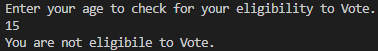 Enter your age to check for your eligibility to Vote.
15
You are not eligibile to Vote.